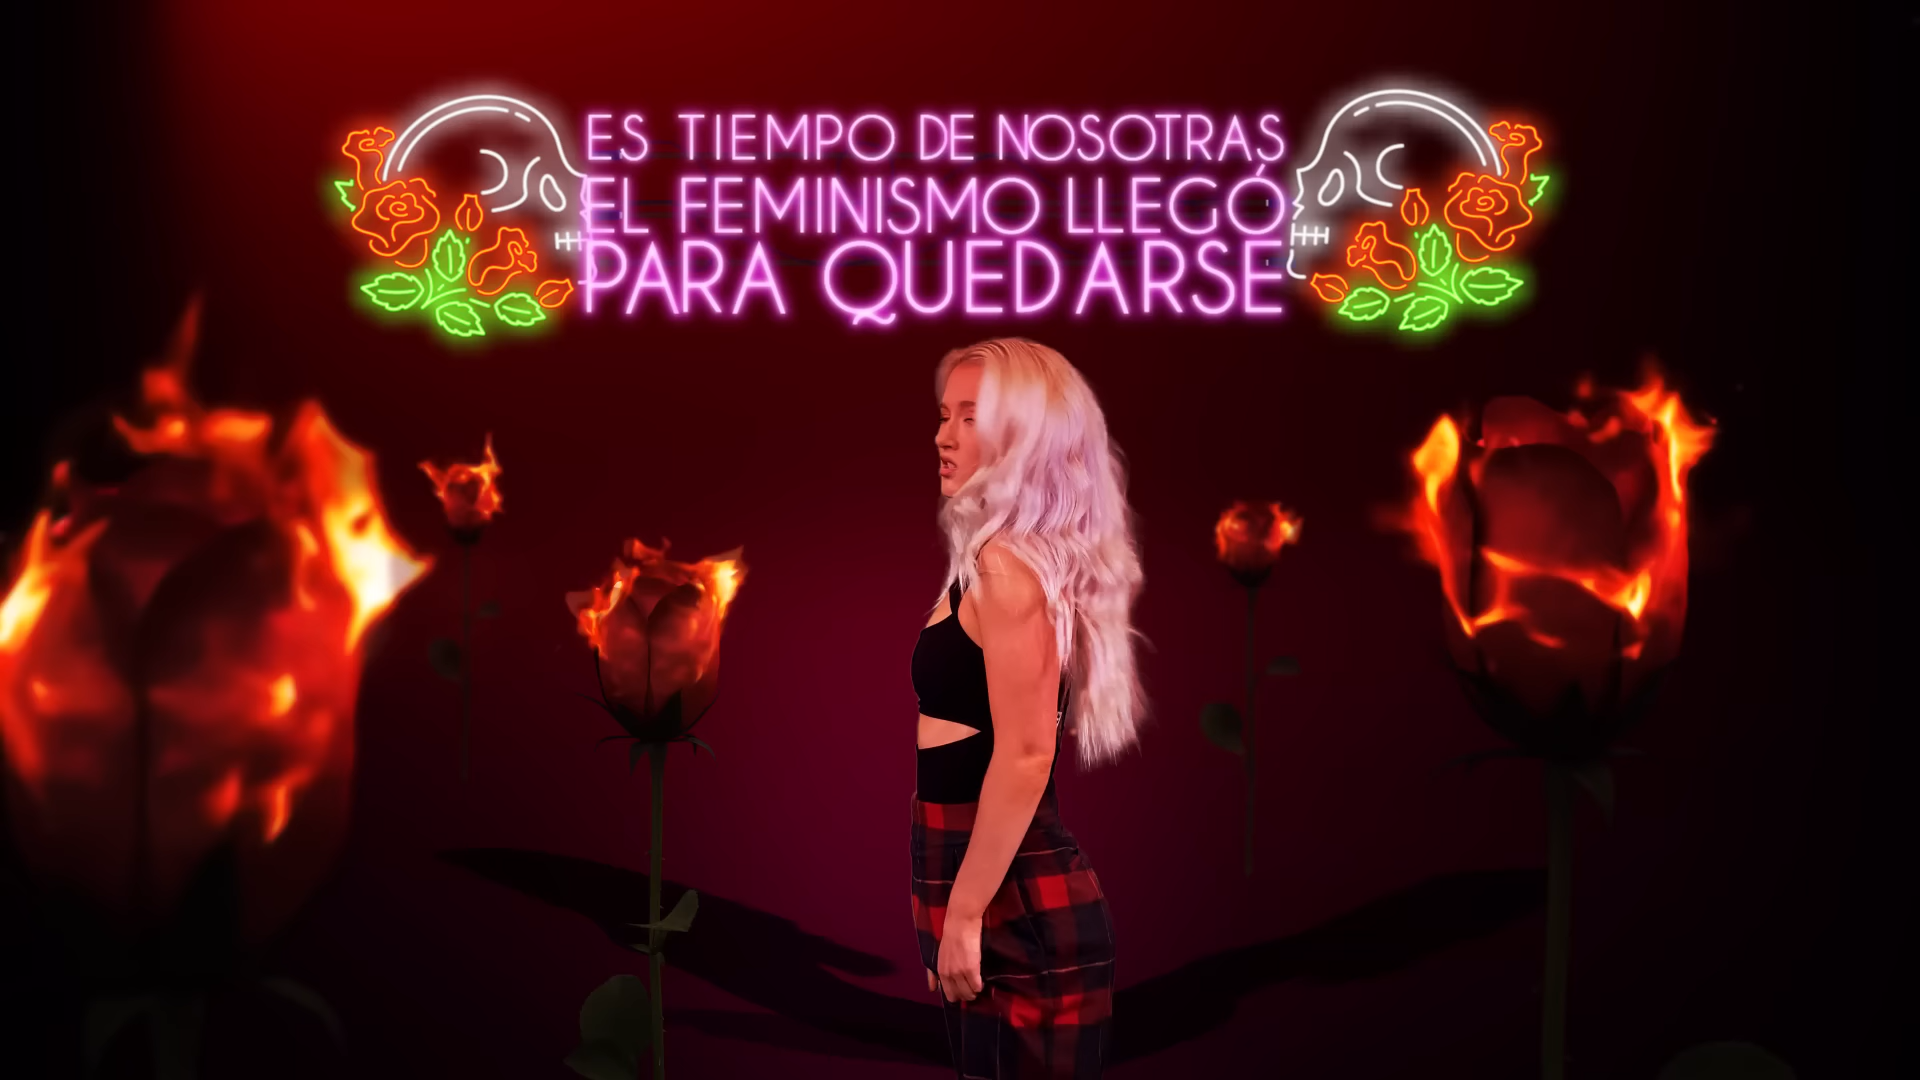 ES TIEMPO DE NOSOTRAS
EL FEMINISMO LLEGÓ
PARA QUEDARSE